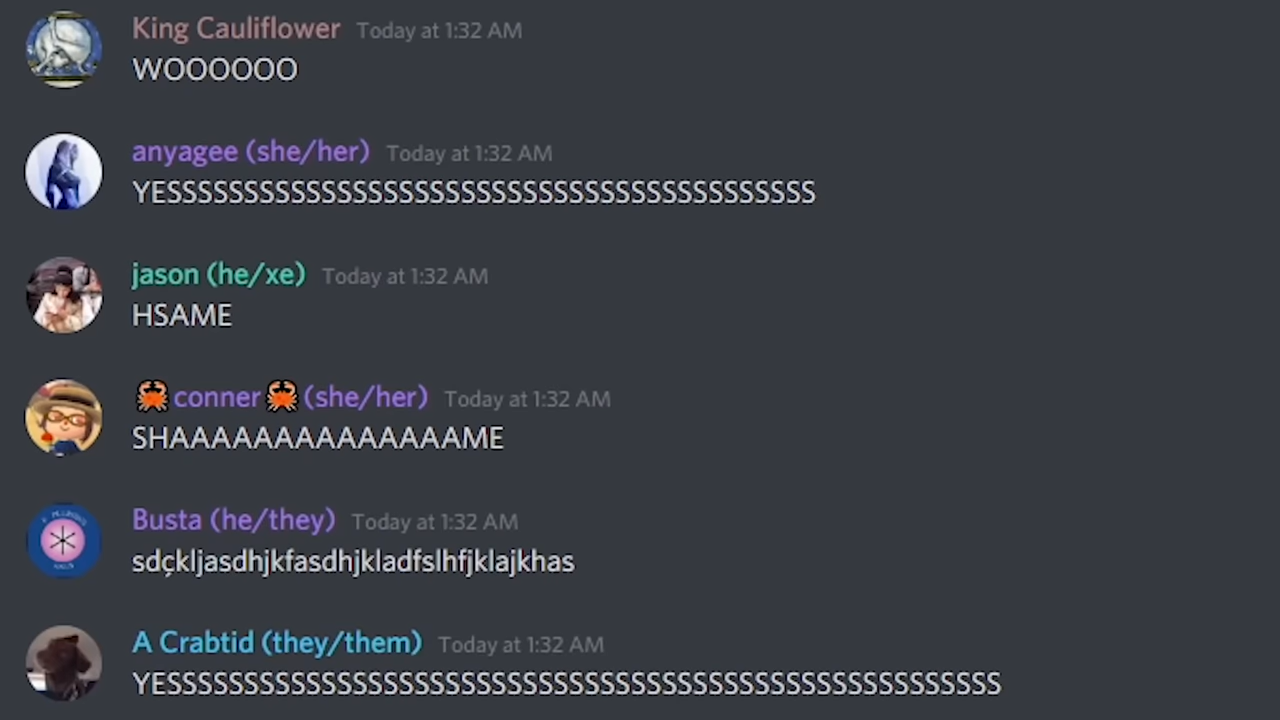 King Cauliflower Today at 1:32 AM
WOOOOOO
anyagee (she/her) Today at 1:32 AM
YESSSSSSSSSSSSSSSSSSSSSSSSSSSSSSSSSSSSSSSSSS
jason (he/xe) Today at 1:32 AM
HSAME
🦀conner🦀(she/her) Today at 1:32 AM
SHAAAAAAAAAAAAAAME
Busta (he/they) Today at 1:32 AM
sdçkljasdhjkfasdhjkladfslhfjklajkhas
A Crabtid (they/them) Today at 1:32 AM
YESSSSSSSSSSSSSSSSSSSSSSSSSSSSSSSSSSSSSSSSSSSSSSSSSSSSSS